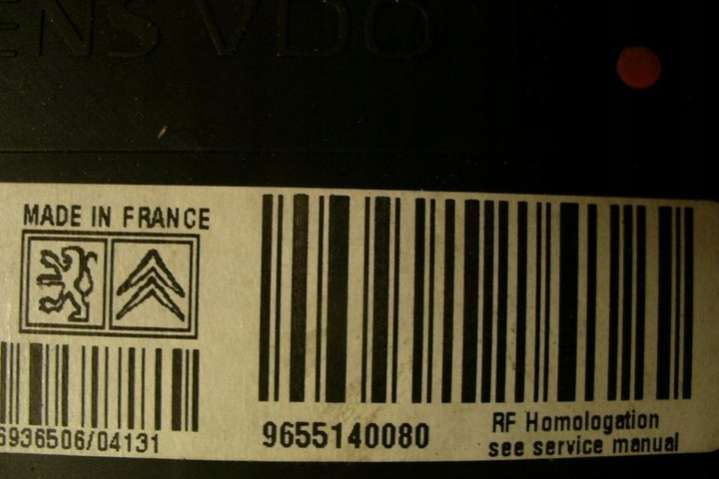 ENS VDO
MADE IN FRANCE
6936506/04131
9655140080
RF Homologation
see service manual